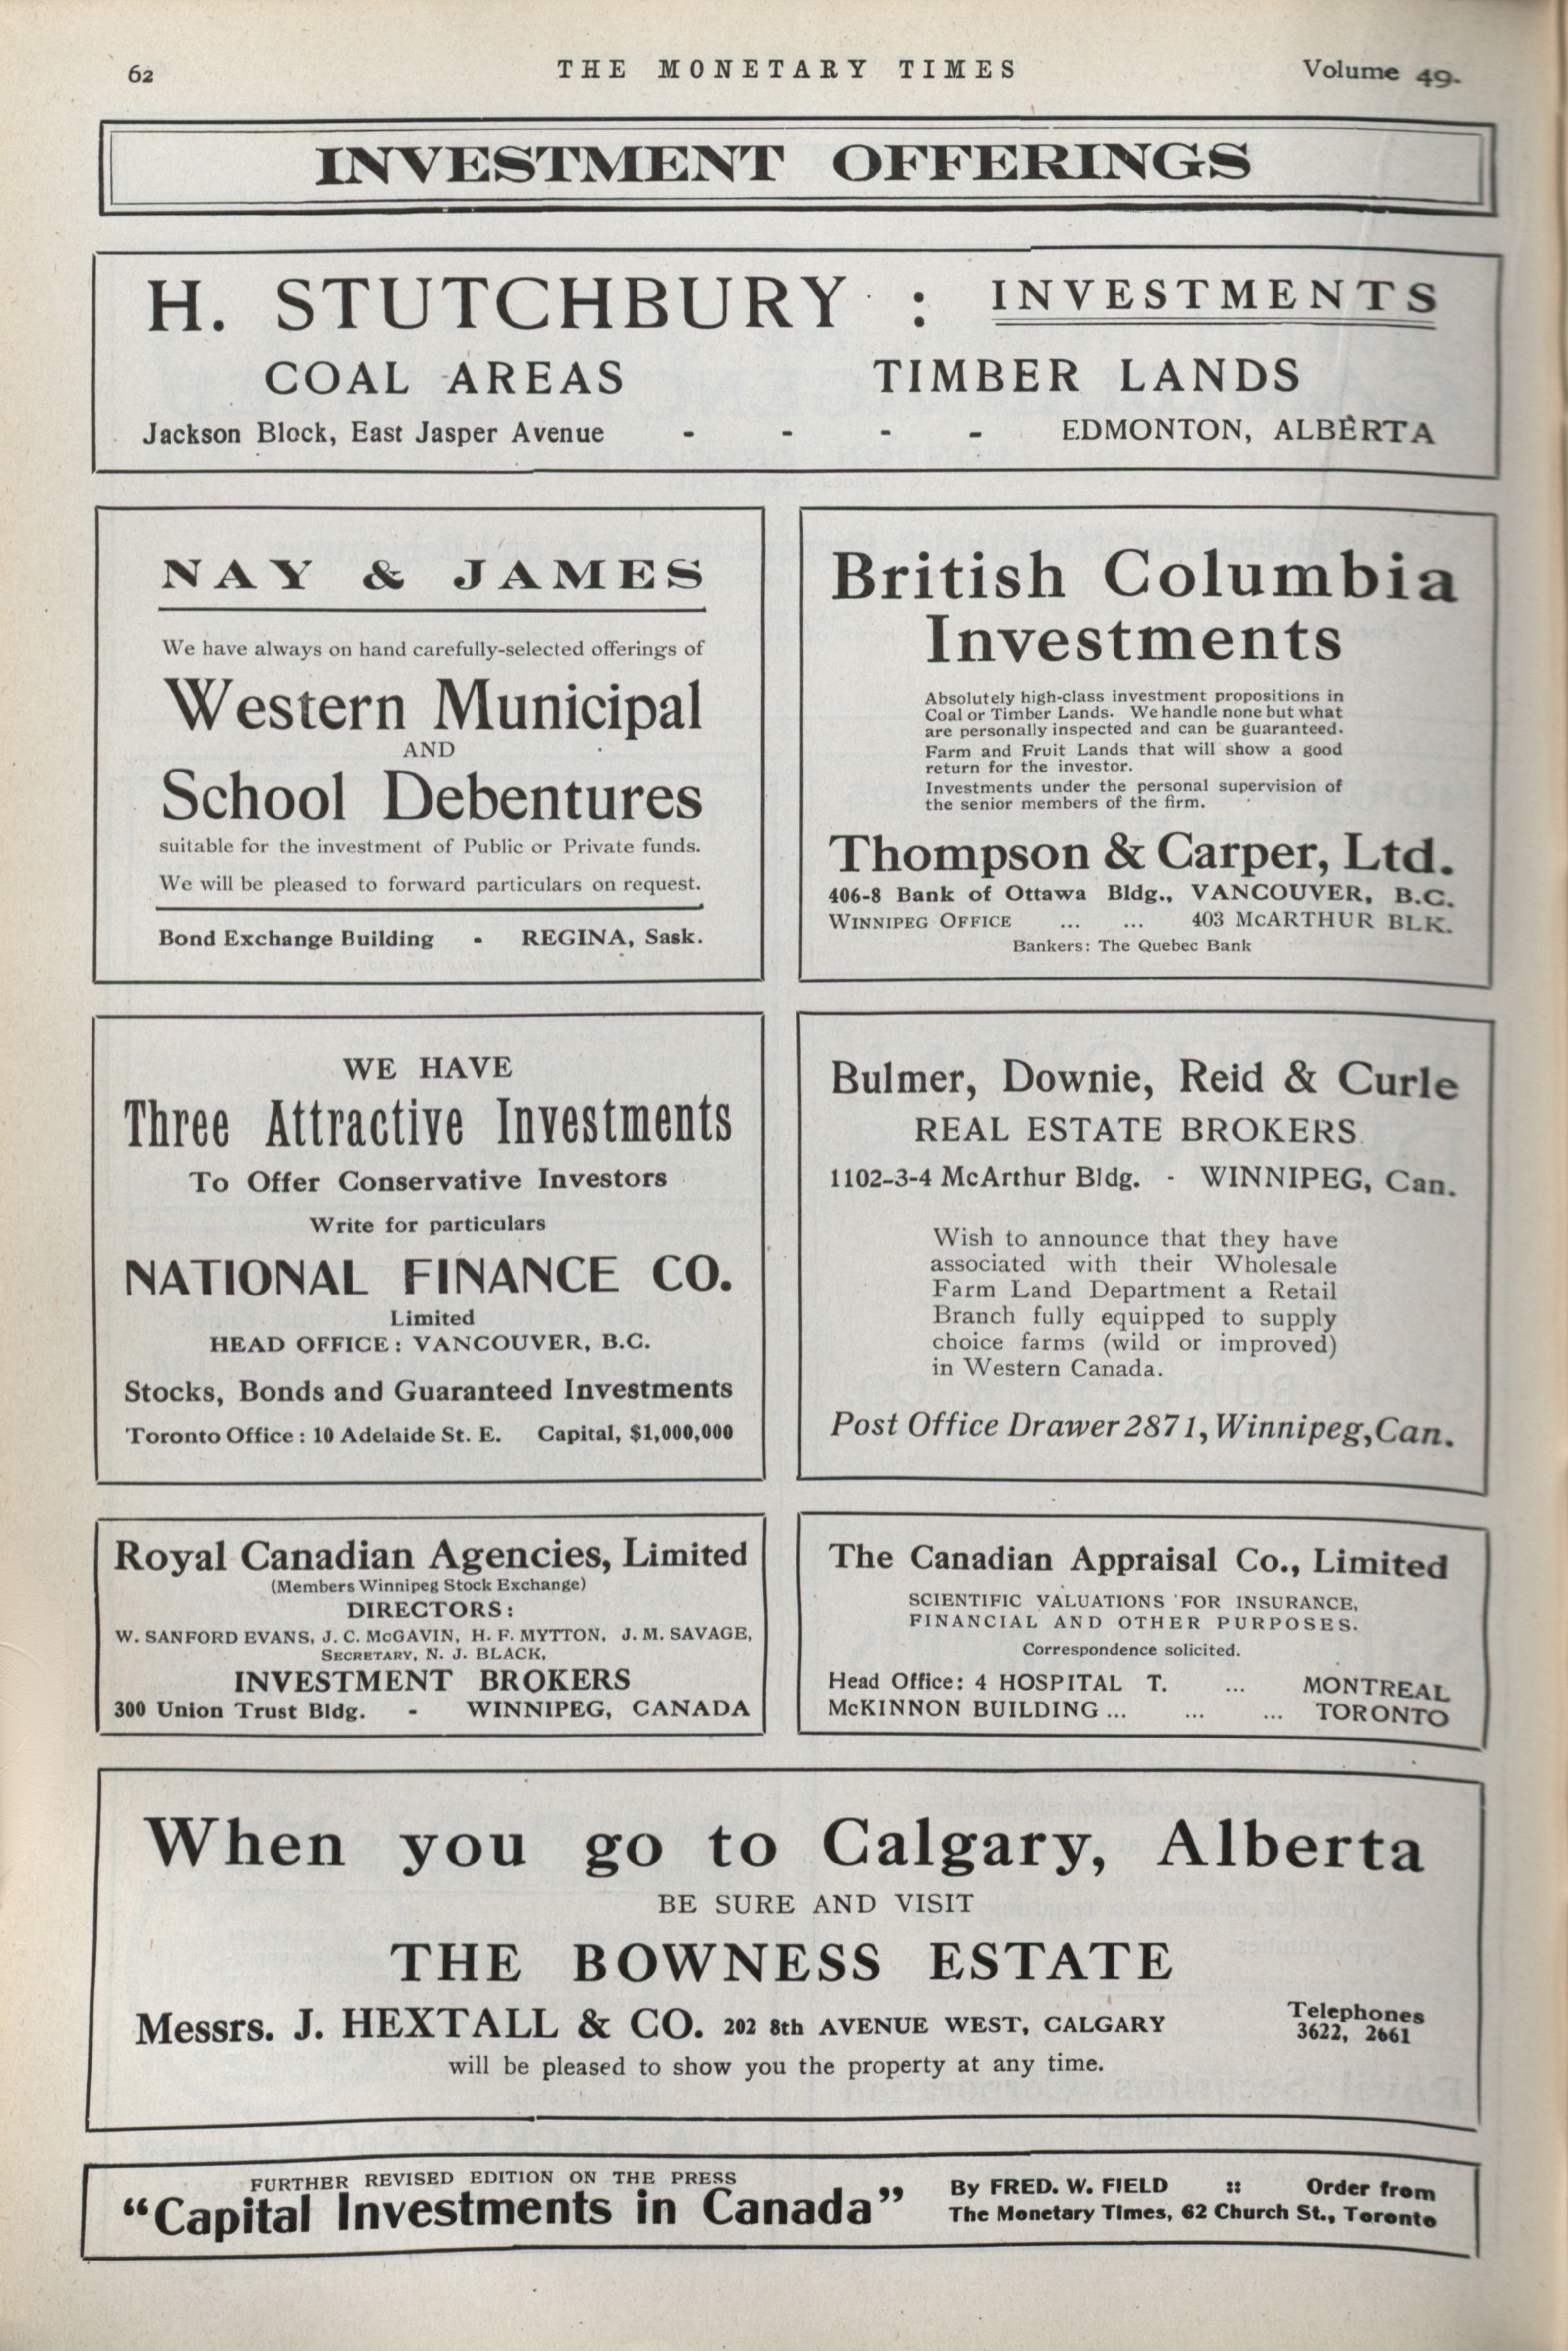 62
THE MONETARY TIMES
Volume 49.
INVESTMENT OFFERINGS
H. STUTCHBURY : INVESTMENTS
COAL AREAS TIMBER LANDS
Jackson Block, East Jasper Avenue - - - - EDMONTON, ALBERTA
NAY & JAMES
We have always on hand carefully-selected offerings of
Western Municipal
AND
School Debentures
suitable for the investment of Public or Private funds.
We will be pleased to forward particulars on request.
Bond Exchange Building - REGINA, Sask.
British Columbia
Investments
Absolutely high-class investment propositions in
Coal or Timber Lands. We handle none but what
are personally inspected and can be guaranteed.
Farm and Fruit Lands that will show a good
return for the investor.
Investments under the personal supervision of
the senior members of the firm.
Thompson & Carper, Ltd.
406-8 Bank of Ottawa Bldg., VANCOUVER, B.C.
WINNIPEG OFFICE ... ... 403 McARTHUR BLK.
Bankers: The Quebec Bank
WE HAVE
Three Attractive Investments
To Offer Conservative Investors
Write for particulars
NATIONAL FINANCE CO.
Limited
HEAD OFFICE: VANCOUVER, B.C.
Stocks, Bonds and Guaranteed Investments
Toronto Office: 10 Adelaide St. E. Capital, $1,000,000
Bulmer, Downie, Reid & Curle
REAL ESTATE BROKERS
1102-3-4 McArthur Bldg. - WINNIPEG, Can.
Wish to announce that they have
associated with their Wholesale
Farm Land Department a Retail
Branch fully equipped to supply
choice farms (wild or improved)
in Western Canada.
Post Office Drawer 2871, Winnipeg, Can.
Royal Canadian Agencies, Limited
(Members Winnipeg Stock Exchange)
DIRECTORS:
W. SANFORD EVANS, J. C. McGAVIN, H. F. MYTTON, J. M. SAVAGE,
SECRETARY, N. J. BLACK,
INVESTMENT BROKERS
300 Union Trust Bldg. - WINNIPEG, CANADA
The Canadian Appraisal Co., Limited
SCIENTIFIC VALUATIONS FOR INSURANCE,
FINANCIAL AND OTHER PURPOSES.
Correspondence solicited.
Head Office: 4 HOSPITAL T. ... MONTREAL
McKINNON BUILDING ... ... ... TORONTO
When you go to Calgary, Alberta
BE SURE AND VISIT
THE BOWNESS ESTATE
Messrs. J. HEXTALL & CO. 202 8th AVENUE WEST, CALGARY
Telephones
3622, 2661
will be pleased to show you the property at any time.
FURTHER REVISED EDITION ON THE PRESS
"Capital Investments in Canada"
By FRED. W. FIELD :: Order from
The Monetary Times, 62 Church St., Toronto